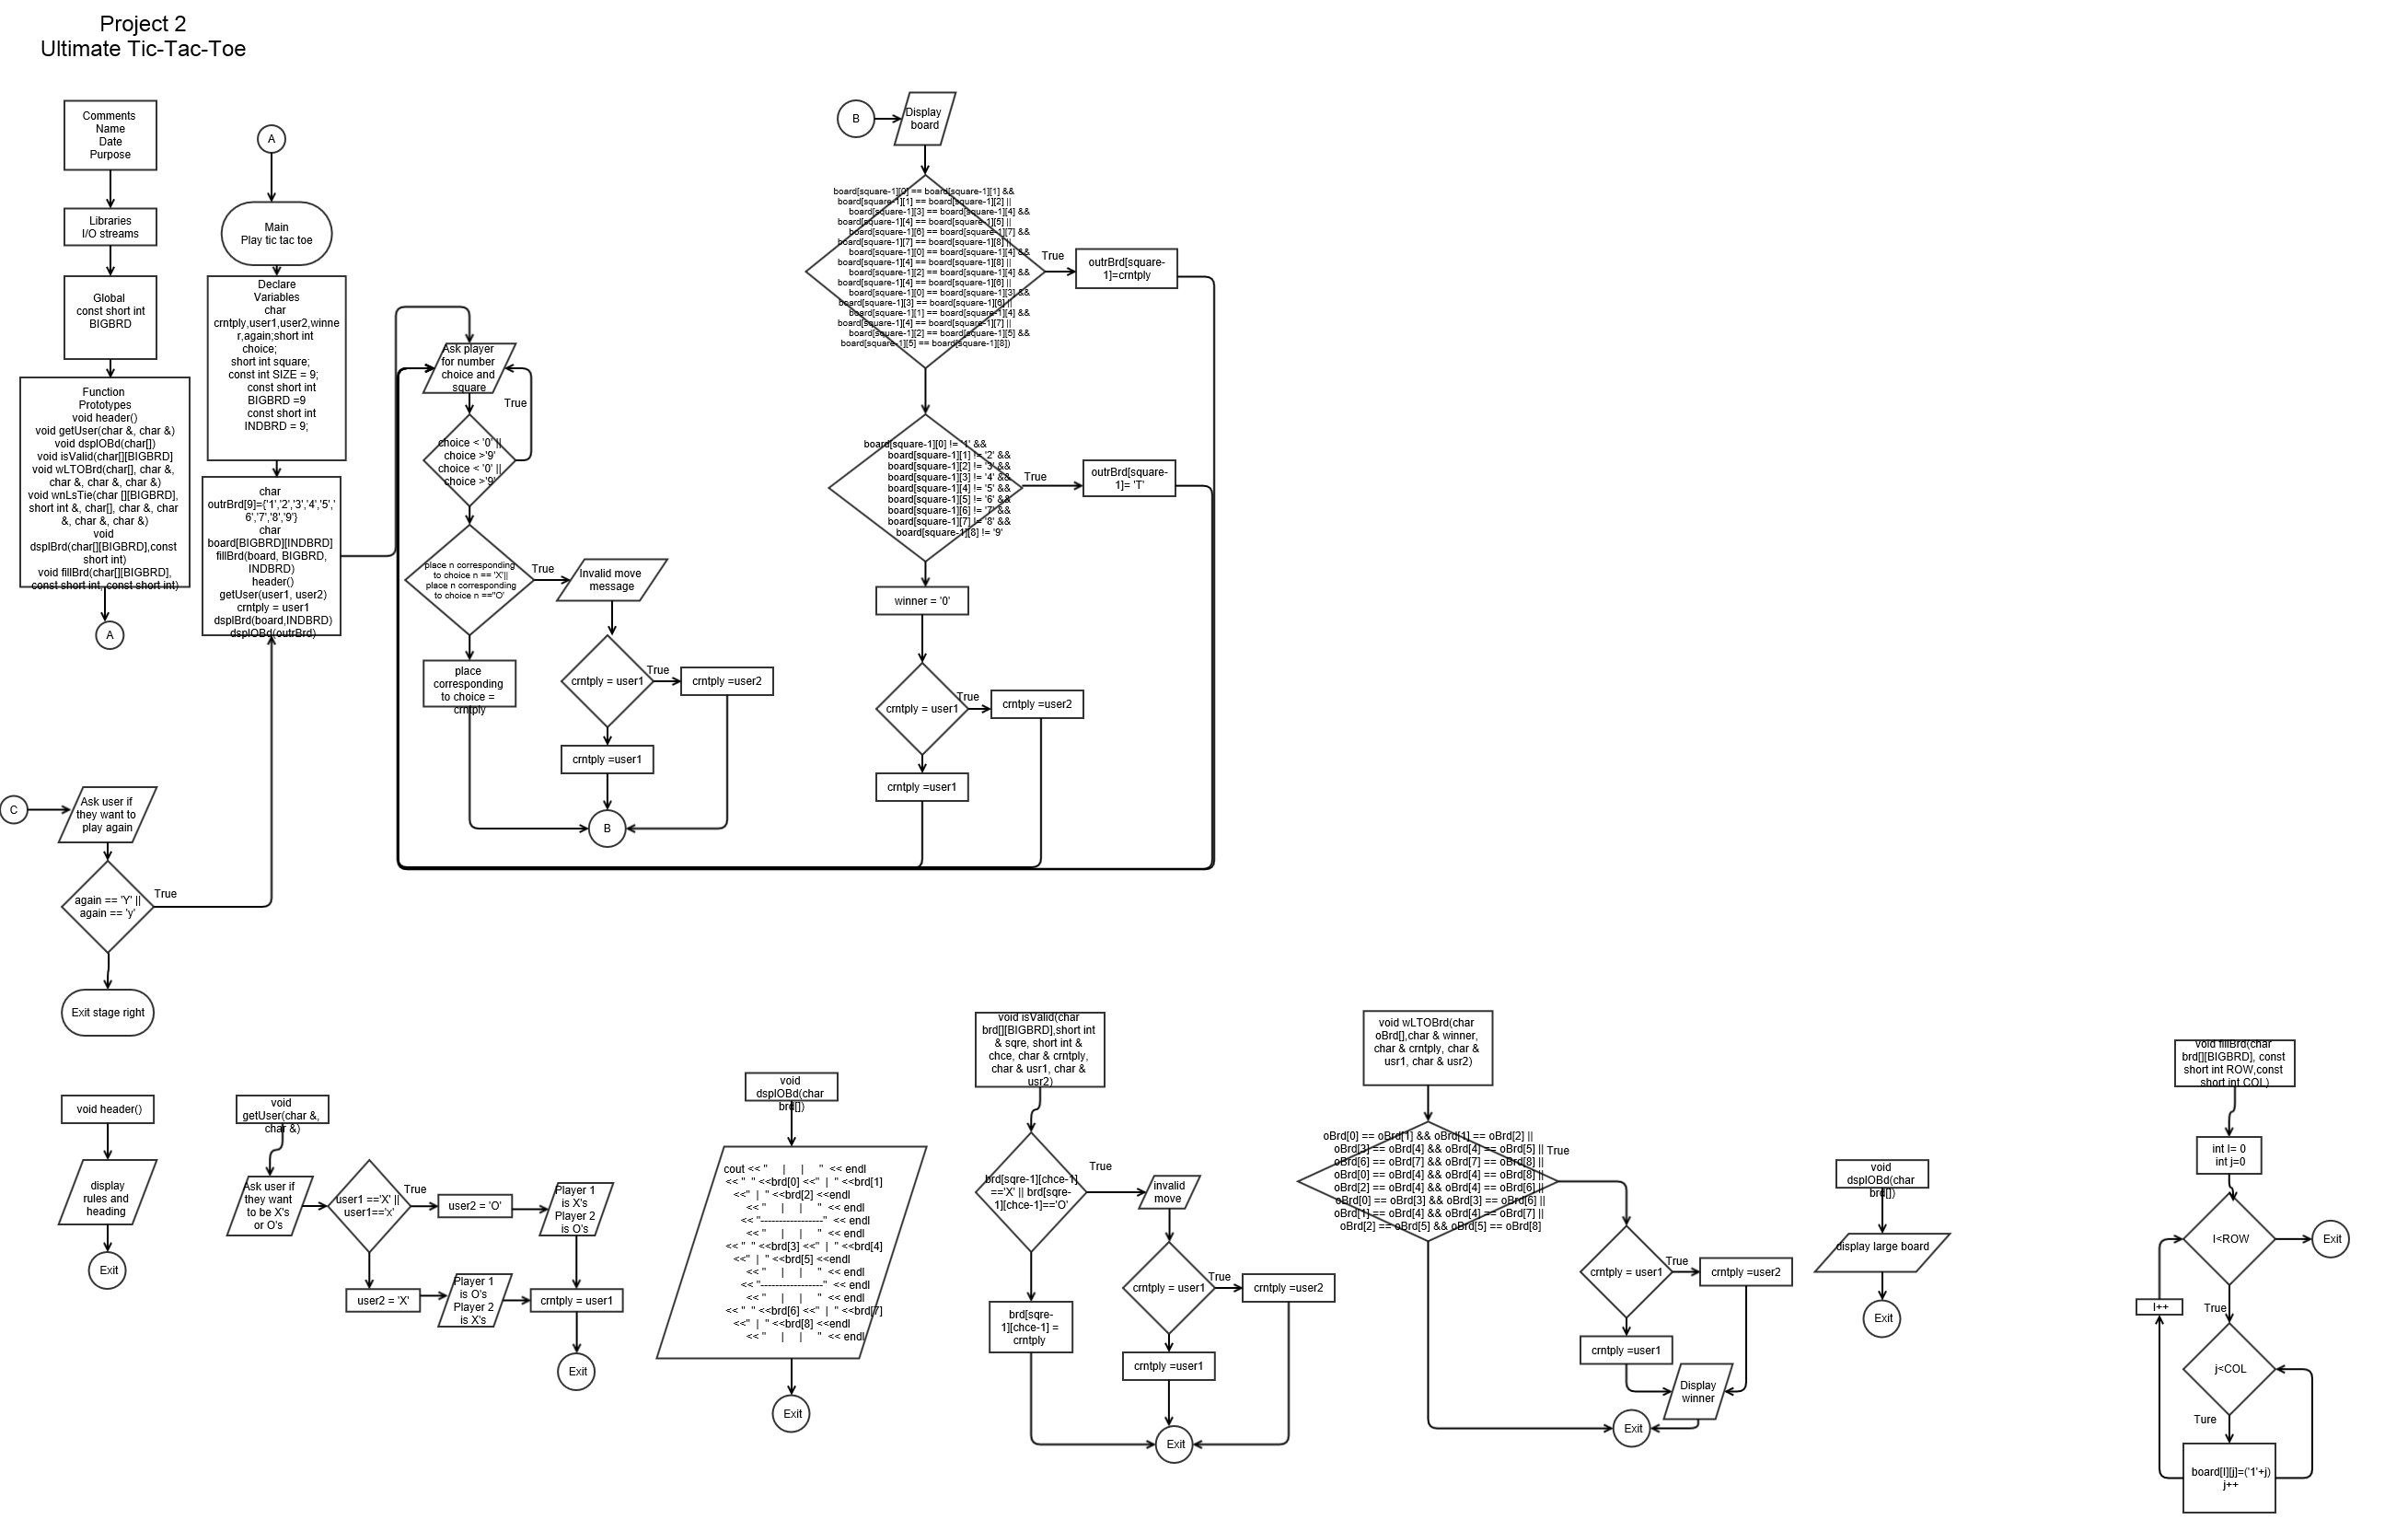 Project 2
Ultimate Tic-Tac-Toe
Comments
Name
Date
Purpose
Libraries
I/O streams
Global
const short int
BIGBRD
Function
Prototypes
void header()
void getUser(char &, char &)
void dsplOBd(char[])
void isValid(char[][BIGBRD]
void wLTOBrd(char[], char &,
char &, char &, char &)
void wnLsTie(char [][BIGBRD],
short int &, char[], char &, char
&, char &, char &)
void
dsplBrd(char[][BIGBRD],const
short int)
void fillBrd(char[][BIGBRD],
const short int, const short int)
A
A
Main
Play tic tac toe
Declare
Variables
char
crntply,user1,user2,winne
r,again;short int
choice;
short int square;
const int SIZE = 9;
const short int
BIGBRD =9
const short int
INDBRD = 9;
char
outrBrd[9]={'1','2','3','4','5','
6','7','8','9'}
char
board[BIGBRD][INDBRD]
fillBrd(board, BIGBRD,
INDBRD)
header()
getUser(user1, user2)
crntply = user1
dsplBrd(board,INDBRD)
dsplOBd(outrBrd)
Ask player
for number
choice and
square
True
choice < '0' ||
choice >'9'
choice < '0' ||
choice >'9'
place n corresponding
to choice n == 'X'||
place n corresponding
to choice n =="O'
True
Invalid move
message
place
corresponding
to choice =
crntply
crntply = user1
True
crntply =user2
crntply =user1
B
B
Display
board
board[square-1][0] == board[square-1][1] &&
board[square-1][1] == board[square-1][2] ||
board[square-1][3] == board[square-1][4] &&
board[square-1][4] == board[square-1][5] ||
board[square-1][6] == board[square-1][7] &&
board[square-1][7] == board[square-1][8] ||
board[square-1][0] == board[square-1][4] &&
board[square-1][4] == board[square-1][8] ||
board[square-1][2] == board[square-1][4] &&
board[square-1][4] == board[square-1][6] ||
board[square-1][0] == board[square-1][3] &&
board[square-1][3] == board[square-1][6] ||
board[square-1][1] == board[square-1][4] &&
board[square-1][4] == board[square-1][7] ||
board[square-1][2] == board[square-1][5] &&
board[square-1][5] == board[square-1][8])
True
outrBrd[square-
1]=crntply
board[square-1][0] != '1' &&
board[square-1][1] != '2' &&
board[square-1][2] != '3' &&
board[square-1][3] != '4' &&
board[square-1][4] != '5' &&
board[square-1][5] != '6' &&
board[square-1][6] != '7' &&
board[square-1][7] != '8' &&
board[square-1][8] != '9'
True
outrBrd[square-
1]= 'T'
winner = '0'
crntply = user1
True
crntply =user2
crntply =user1
C
Ask user if
they want to
play again
again == 'Y' ||
again == 'y'
True
Exit stage right
void header()
display
rules and
heading
Exit
void
getUser(char &,
char &)
Ask user if
they want
to be X's
or O's
user1 =='X' ||
user1=='x'
True
user2 = 'O'
Player 1
is X's
Player 2
is O's
user2 = 'X'
Player 1
is O's
Player 2
is X's
crntply = user1
Exit
void
dsplOBd(char
brd[])
cout << "     |     |     "  << endl
<< "  " <<brd[0] <<"  |  " <<brd[1]
<<"  |  " <<brd[2] <<endl
<< "     |     |     "  << endl
<< "-----------------"  << endl
<< "     |     |     "  << endl
<< "  " <<brd[3] <<"  |  " <<brd[4]
<<"  |  " <<brd[5] <<endl
<< "     |     |     "  << endl
<< "-----------------"  << endl
<< "     |     |     "  << endl
<< "  " <<brd[6] <<"  |  " <<brd[7]
<<"  |  " <<brd[8] <<endl
<< "     |     |     "  << endl
Exit
void isValid(char
brd[][BIGBRD],short int
& sqre, short int &
chce, char & crntply,
char & usr1, char &
usr2)
brd[sqre-1][chce-1]
=='X' || brd[sqre-
1][chce-1]=='O'
True
invalid
move
brd[sqre-
1][chce-1] =
crntply
crntply = user1
True
crntply =user2
crntply =user1
Exit
void wLTOBrd(char
oBrd[],char & winner,
char & crntply, char &
usr1, char & usr2)
oBrd[0] == oBrd[1] && oBrd[1] == oBrd[2] ||
oBrd[3] == oBrd[4] && oBrd[4] == oBrd[5] ||
oBrd[6] == oBrd[7] && oBrd[7] == oBrd[8] ||
oBrd[0] == oBrd[4] && oBrd[4] == oBrd[8] ||
oBrd[2] == oBrd[4] && oBrd[4] == oBrd[6] ||
oBrd[0] == oBrd[3] && oBrd[3] == oBrd[6] ||
oBrd[1] == oBrd[4] && oBrd[4] == oBrd[7] ||
oBrd[2] == oBrd[5] && oBrd[5] == oBrd[8]
True
crntply = user1
True
crntply =user2
crntply =user1
Display
winner
Exit
void
dsplOBd(char
brd[])
display large board
Exit
void fillBrd(char
brd[][BIGBRD], const
short int ROW,const
short int COL)
int I= 0
int j=0
I<ROW
Exit
I++
True
j<COL
Ture
board[I][j]=('1'+j)
j++